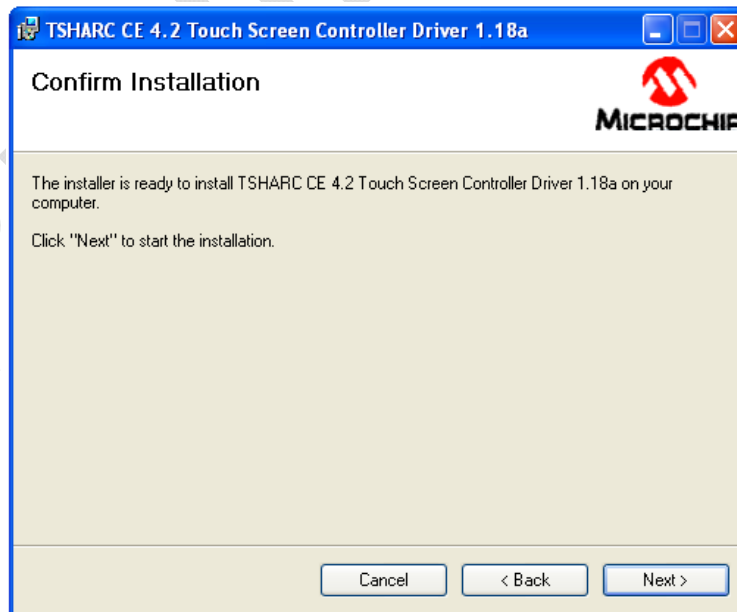 TSHARC CE 4.2 Touch Screen Controller Driver 1.18a
Confirm Installation
MICROCHIP
The installer is ready to install TSHARC CE 4.2 Touch Screen Controller Driver 1.18a on your
computer.
Click "Next" to start the installation.
Cancel
< Back
Next >